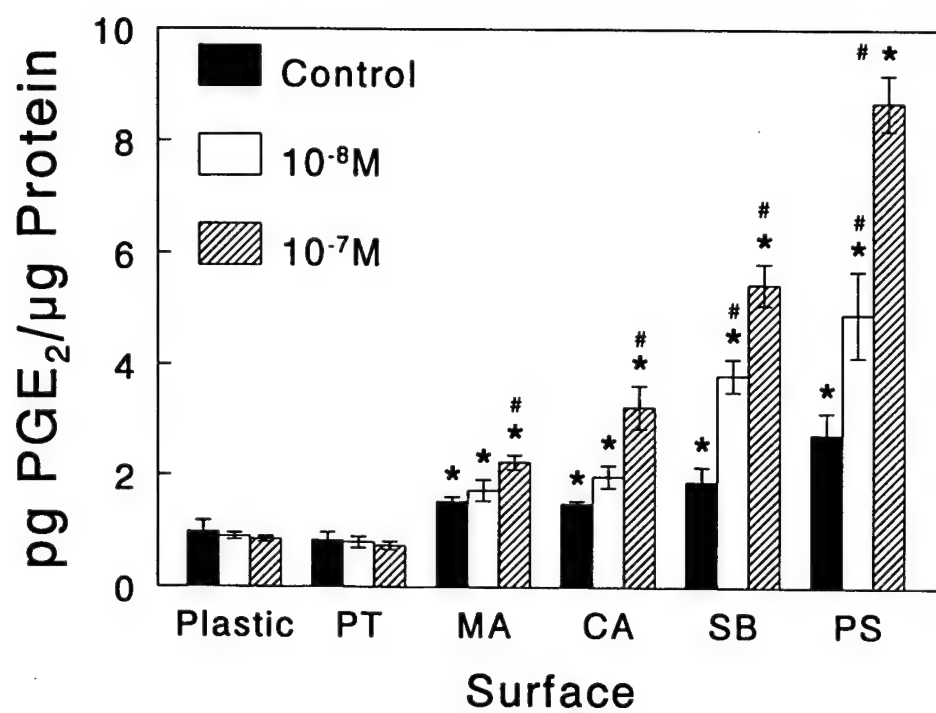 pg PGE₂/µg Protein
10
8
6
4
2
0
Control
10⁻⁸M
10⁻⁷M
* * * #
* * * #
* * # * #
* * # * #
Plastic PT MA CA SB PS
Surface